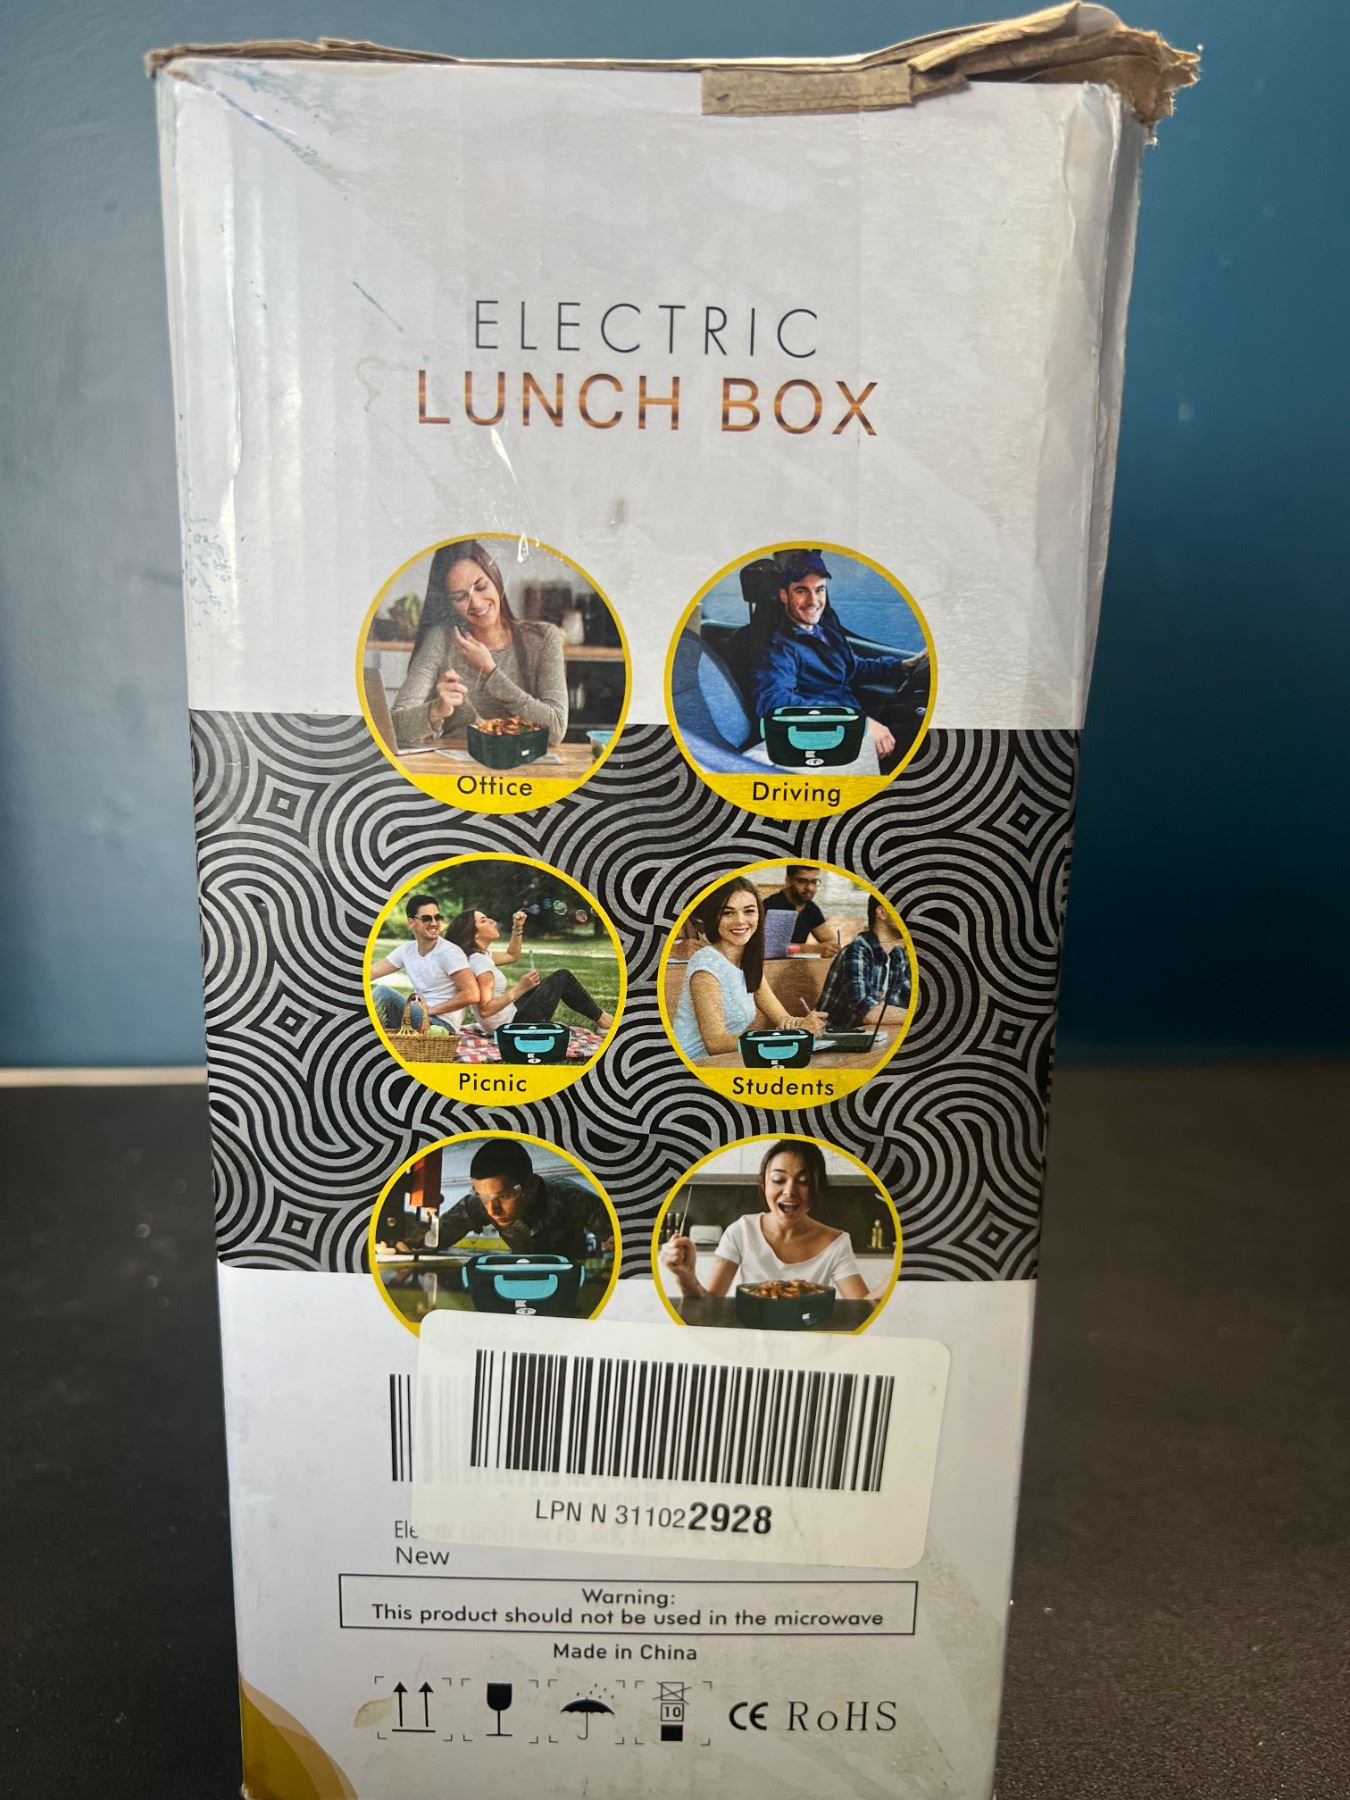 ELECTRIC
LUNCH BOX
Office
Driving
Picnic
Students
LPN N 311022928
New
Warning:
This product should not be used in the microwave
Made in China
10
CE RoHS